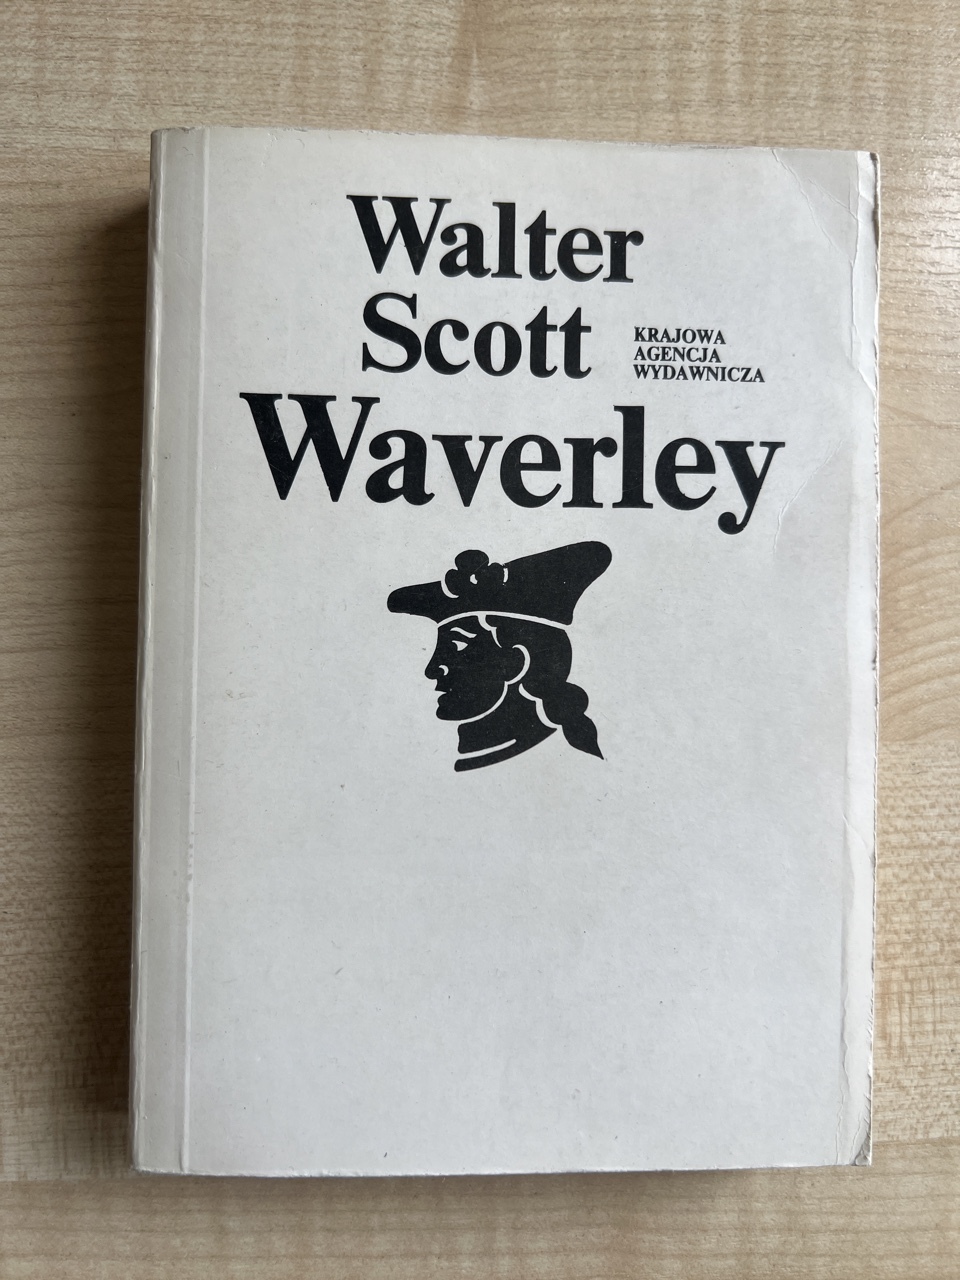 Walter
Scott
KRAJOWA
AGENCJA
WYDAWNICZA
Waverley